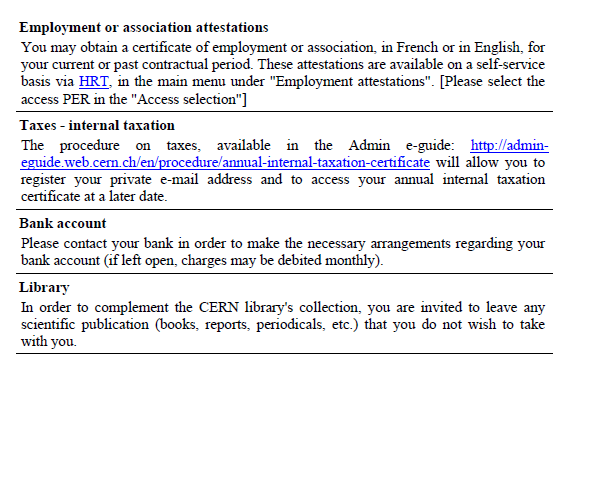 Employment or association attestations
You may obtain a certificate of employment or association, in French or in English, for
your current or past contractual period. These attestations are available on a self-service
basis via HRT, in the main menu under "Employment attestations". [Please select the
access PER in the "Access selection"]
Taxes - internal taxation
The procedure on taxes, available in the Admin e-guide: http://admin-
eguide.web.cern.ch/en/procedure/annual-internal-taxation-certificate will allow you to
register your private e-mail address and to access your annual internal taxation
certificate at a later date.
Bank account
Please contact your bank in order to make the necessary arrangements regarding your
bank account (if left open, charges may be debited monthly).
Library
In order to complement the CERN library's collection, you are invited to leave any
scientific publication (books, reports, periodicals, etc.) that you do not wish to take
with you.